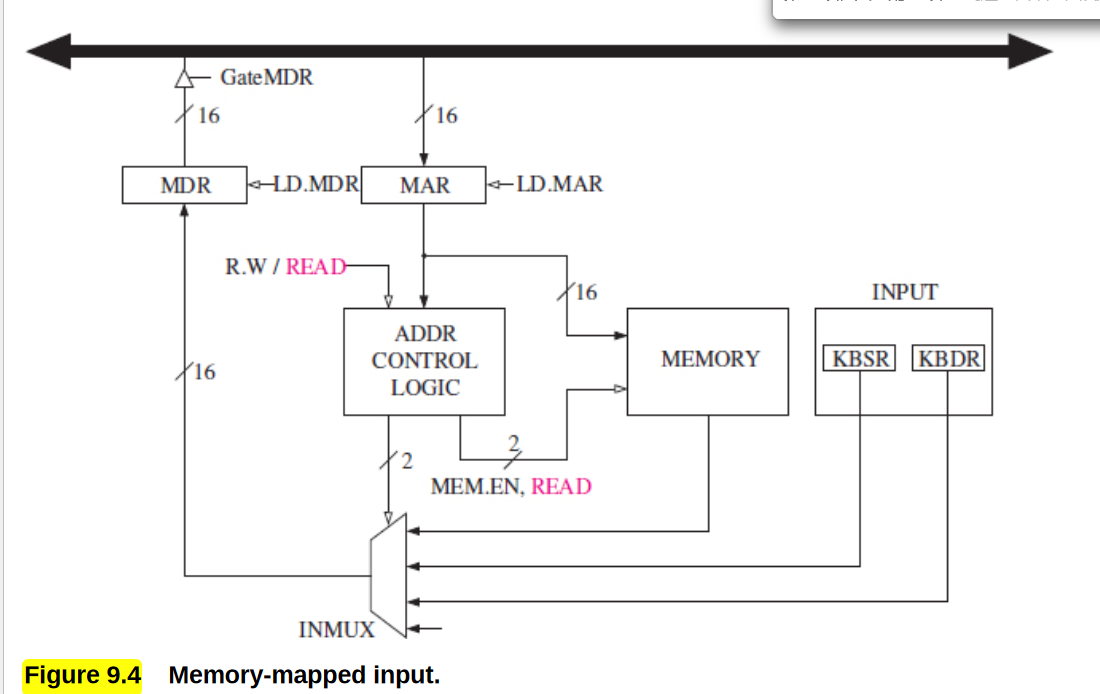 GateMDR
16
16
MDR
LD.MDR
MAR
LD.MAR
R.W / READ
16
INPUT
ADDR
CONTROL
LOGIC
MEMORY
KBSR
KBDR
16
2
2
MEM.EN, READ
INMUX
Figure 9.4 Memory-mapped input.